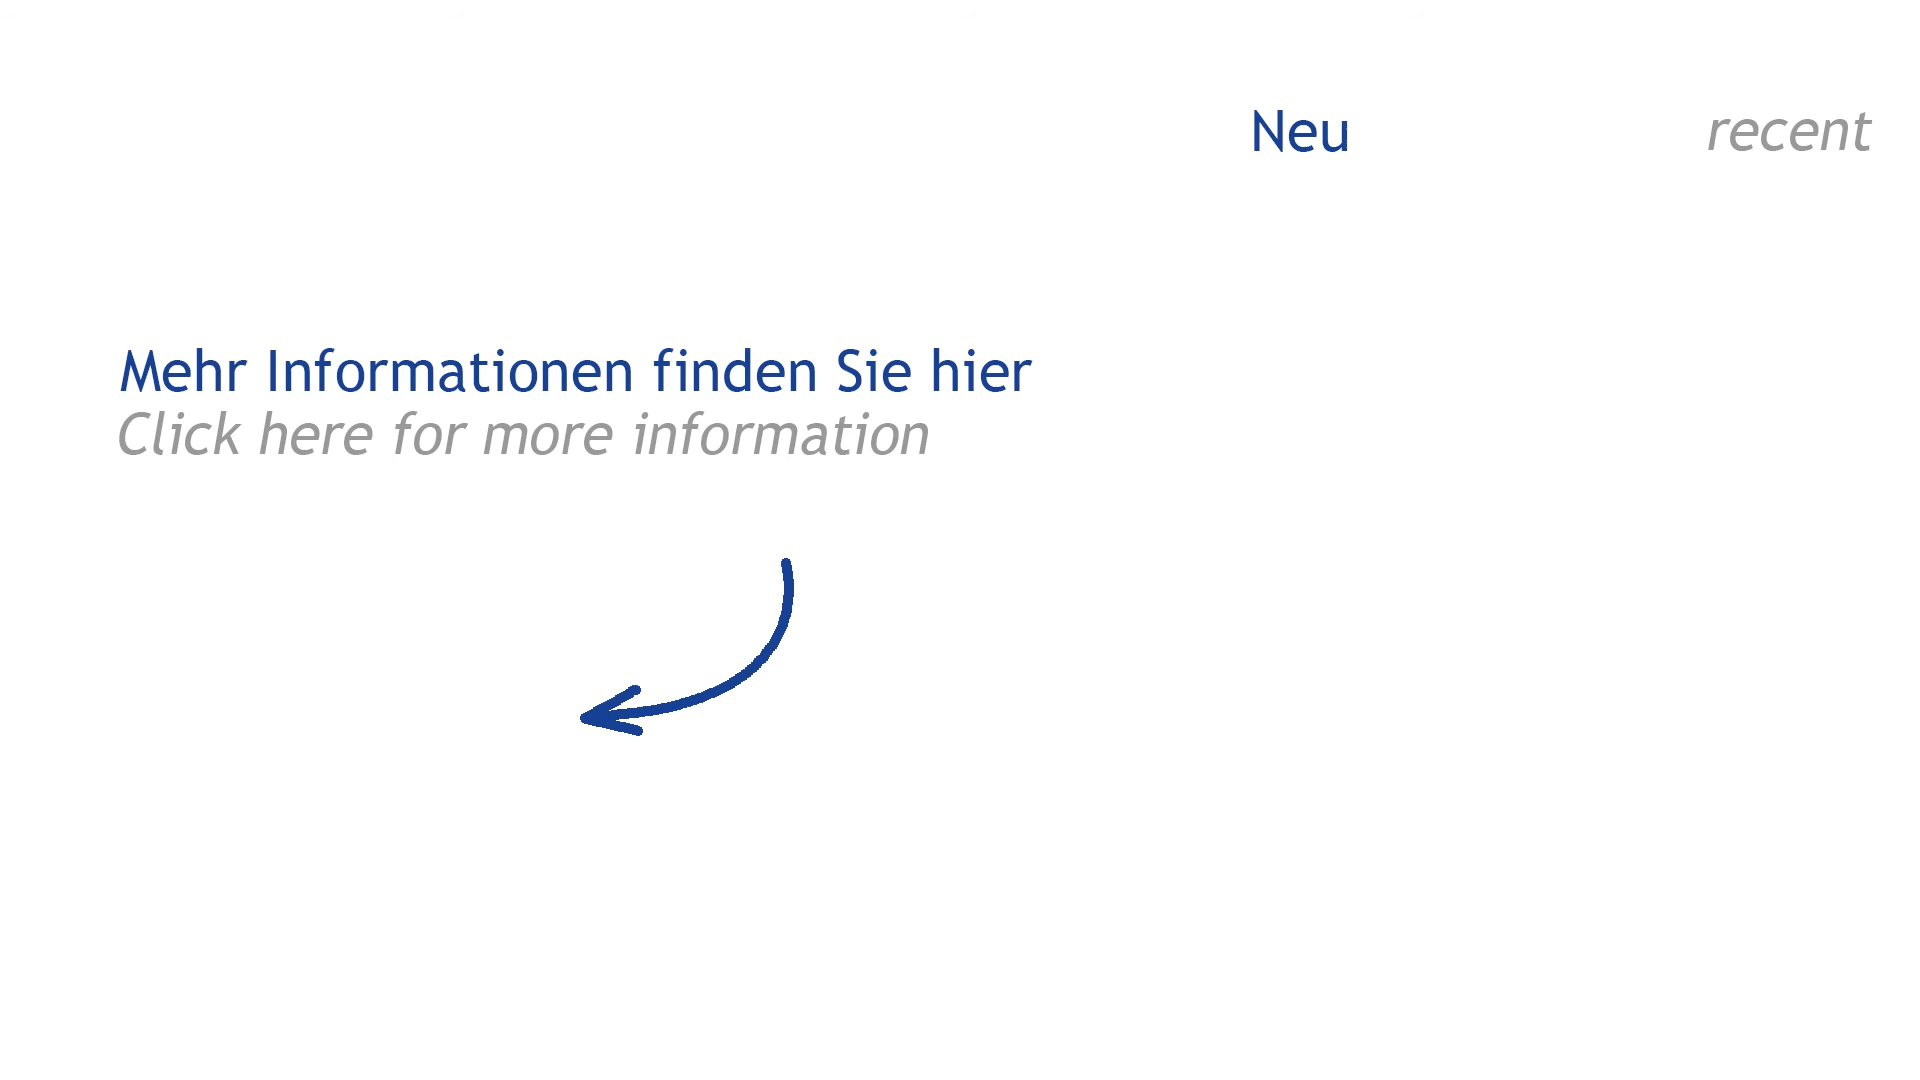 Neu recent
Mehr Informationen finden Sie hier
Click here for more information